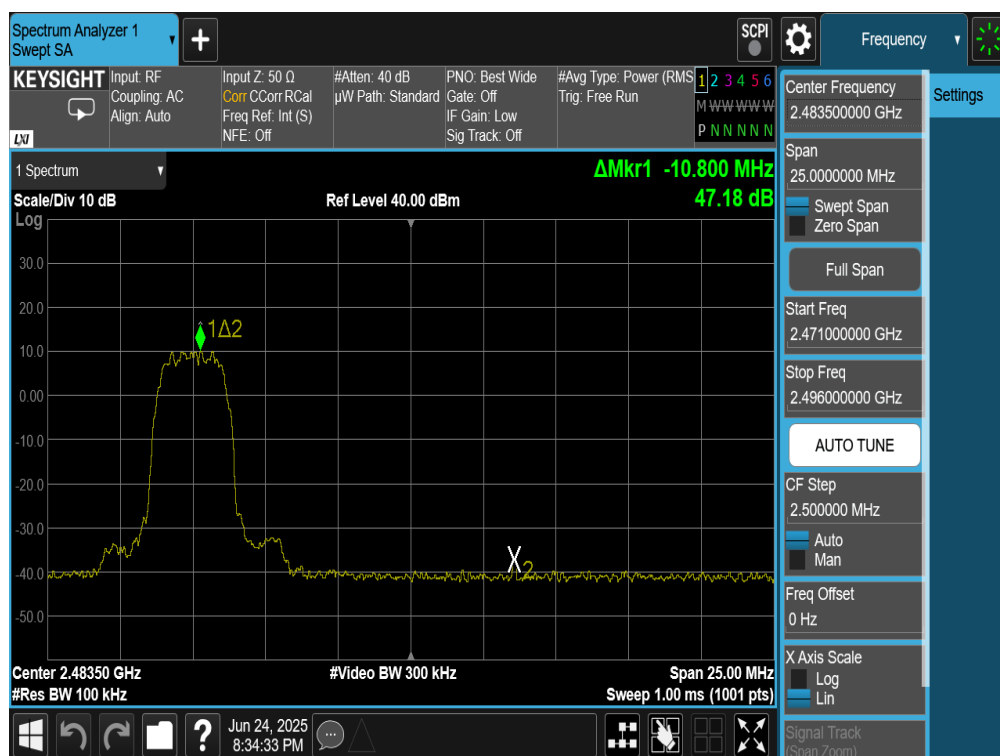 Spectrum Analyzer 1
Swept SA
+
SCPI
Frequency
KEYSIGHT
LXI
Input: RF
Coupling: AC
Align: Auto
Input Z: 50 Ω
Corr CCorr RCal
Freq Ref: Int (S)
NFE: Off
#Atten: 40 dB
µW Path: Standard
PNO: Best Wide
Gate: Off
IF Gain: Low
Sig Track: Off
#Avg Type: Power (RMS
Trig: Free Run
1 2 3 4 5 6
M W W W W W
P N N N N N
Settings
1 Spectrum
ΔMkr1 -10.800 MHz
47.18 dB
Scale/Div 10 dB
Ref Level 40.00 dBm
Log
30.0
20.0
10.0
0.00
-10.0
-20.0
-30.0
-40.0
-50.0
1Δ2
X2
Center 2.48350 GHz
#Video BW 300 kHz
Span 25.00 MHz
#Res BW 100 kHz
Sweep 1.00 ms (1001 pts)
Center Frequency
2.483500000 GHz
Span
25.0000000 MHz
Swept Span
Zero Span
Full Span
Start Freq
2.471000000 GHz
Stop Freq
2.496000000 GHz
AUTO TUNE
CF Step
2.500000 MHz
Auto
Man
Freq Offset
0 Hz
X Axis Scale
Log
Lin
Signal Track
(Span Zoom)
?
Jun 24, 2025
8:34:33 PM